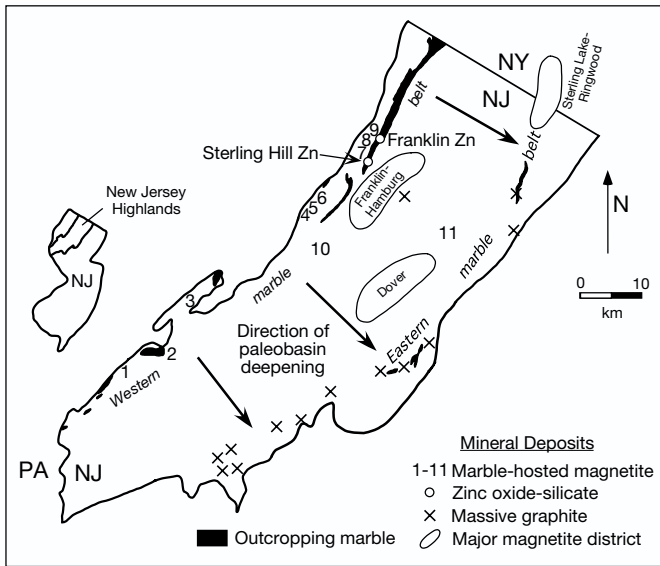 NY
NJ
Sterling Lake-
Ringwood
belt
belt
Sterling Hill Zn
Franklin Zn
7 8 9
Franklin-
Hamburg
4 5 6
New Jersey
Highlands
NJ
N
10
11
marble
marble
0 10
km
3
Dover
Direction of
paleobasin
deepening
Eastern
1
2
Western
PA
NJ
Mineral Deposits
1-11 Marble-hosted magnetite
Zinc oxide-silicate
Massive graphite
Major magnetite district
Outcropping marble